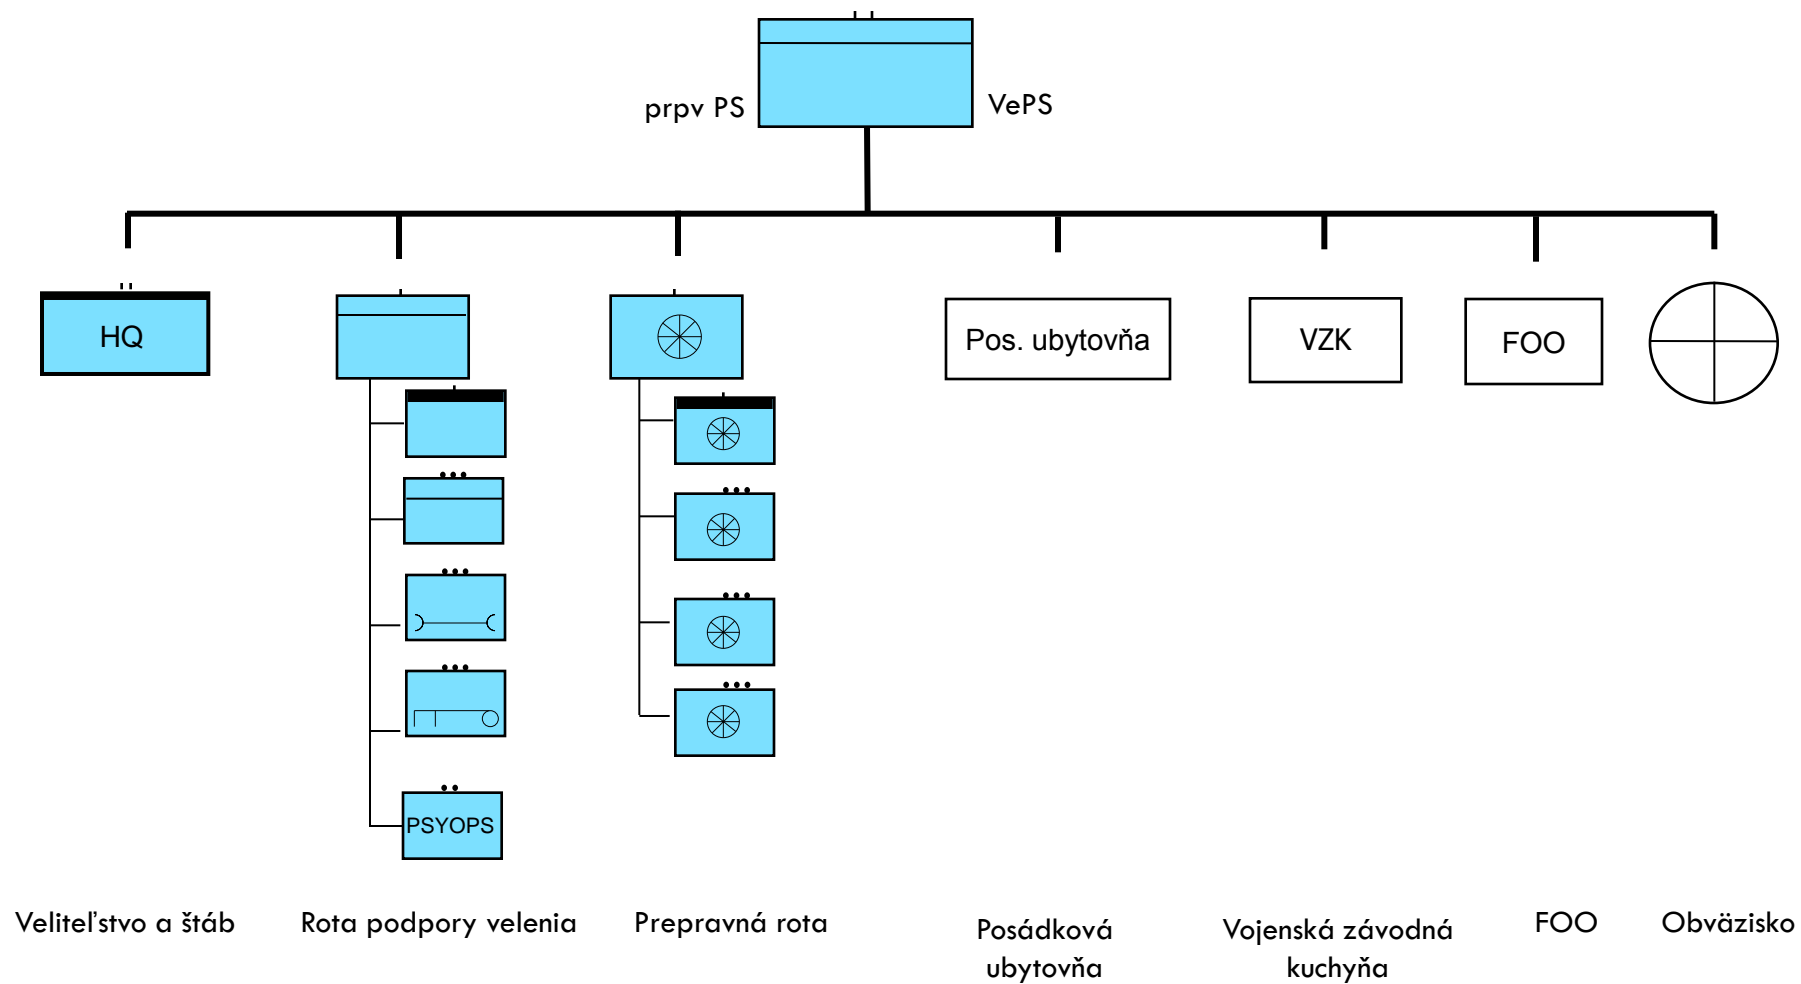 prpv PS
VePS
HQ
Pos. ubytovňa
VZK
FOO
PSYOPS
Veliteľstvo a štáb
Rota podpory velenia
Prepravná rota
Posádková
ubytovňa
Vojenská závodná
kuchyňa
FOO
Obväzisko